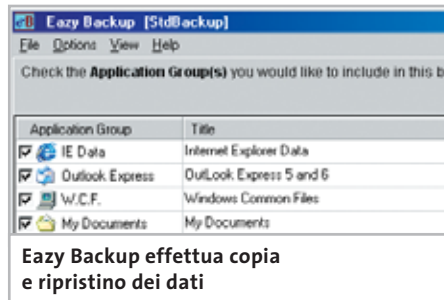 eB Eazy Backup [StdBackup]
File Options View Help
Check the Application Group(s) you would like to include in this b
Application Group Title
IE Data Internet Explorer Data
Outlook Express OutLook Express 5 and 6
W.C.F. Windows Common Files
My Documents My Documents
Eazy Backup effettua copia
e ripristino dei dati